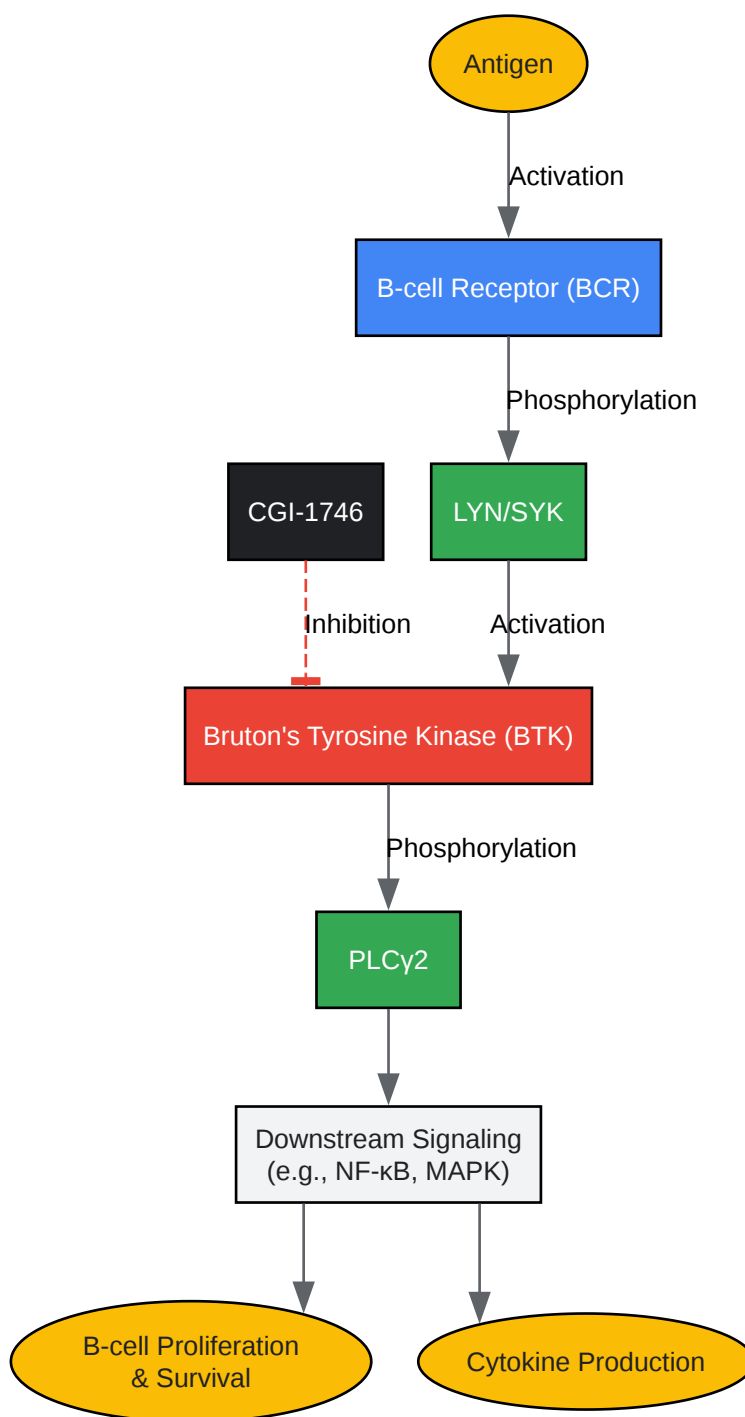 Antigen
Activation
B-cell Receptor (BCR)
Phosphorylation
CGI-1746
LYN/SYK
Inhibition
Activation
Bruton's Tyrosine Kinase (BTK)
Phosphorylation
PLCγ2
Downstream Signaling
(e.g., NF-κB, MAPK)
B-cell Proliferation
& Survival
Cytokine Production